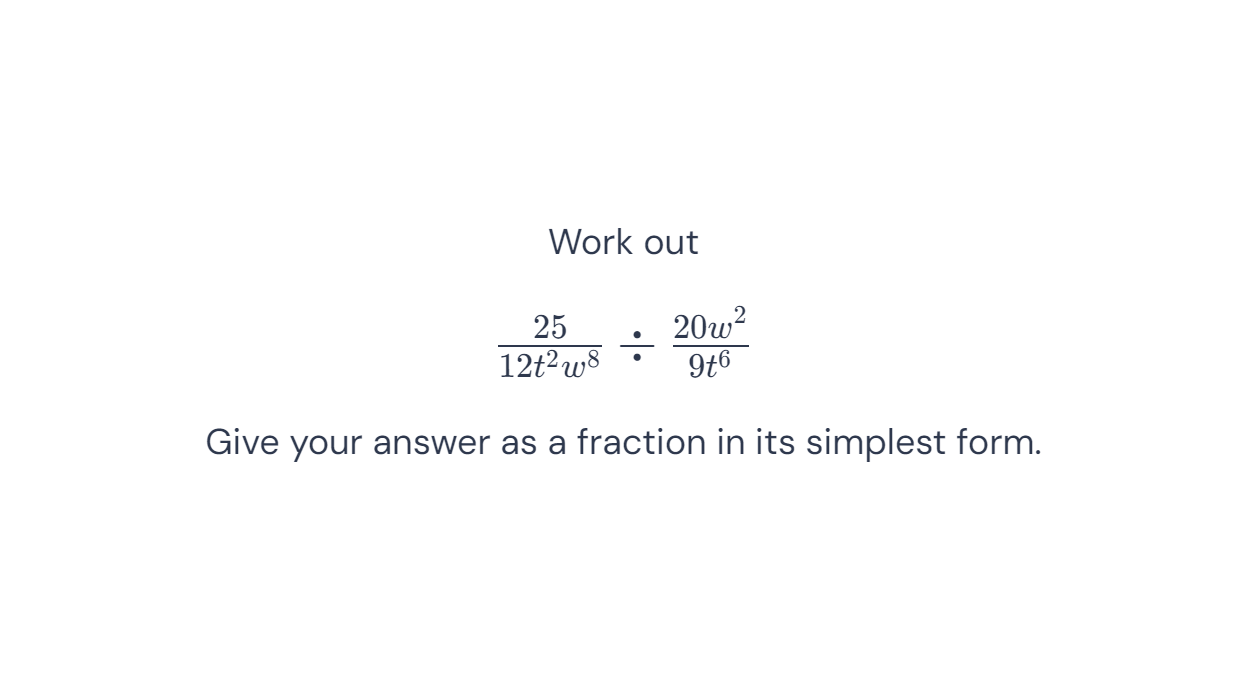 Work out
\frac{25}{12t^2w^8} ÷ \frac{20w^2}{9t^6}
Give your answer as a fraction in its simplest form.